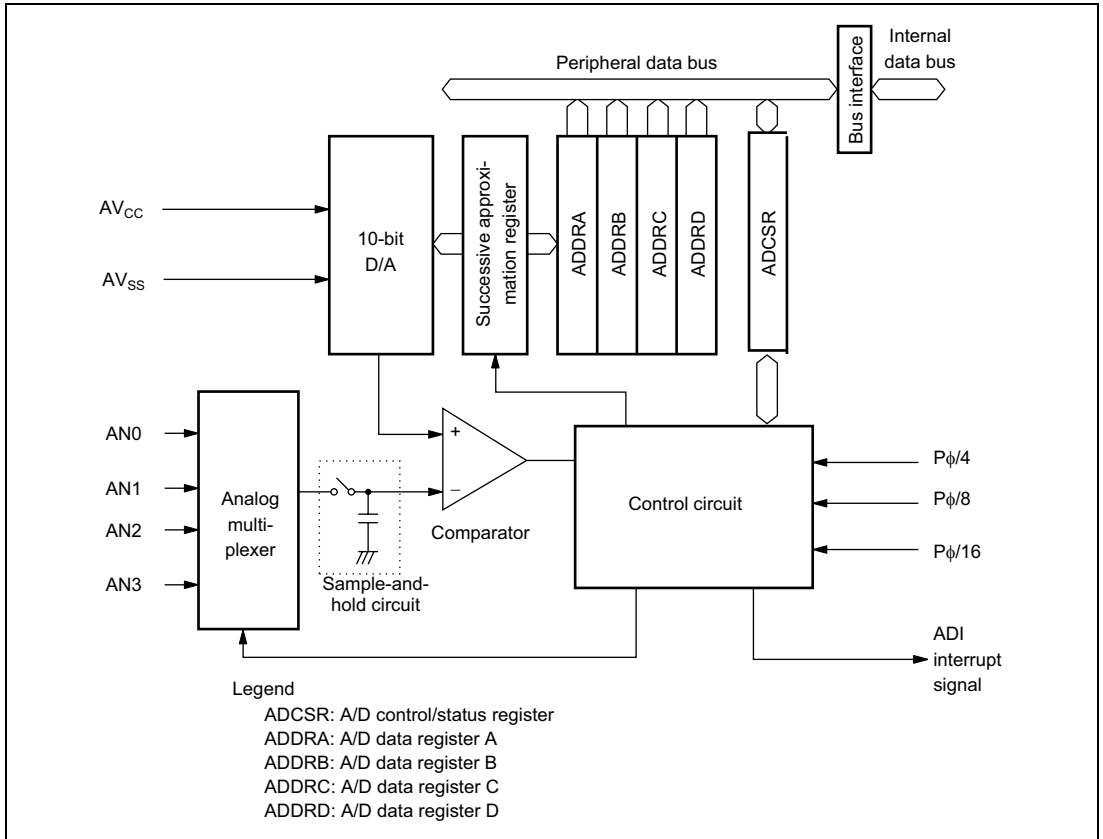 Peripheral data bus
Internal
data bus
Bus interface
AV_CC
AV_SS
10-bit
D/A
Successive approxi-
mation register
ADDRA
ADDRB
ADDRC
ADDRD
ADCSR
AN0
AN1
AN2
AN3
Analog
multi-
plexer
Sample-and-
hold circuit
+
−
Comparator
Control circuit
Pϕ/4
Pϕ/8
Pϕ/16
ADI
interrupt
signal
Legend
ADCSR: A/D control/status register
ADDRA: A/D data register A
ADDRB: A/D data register B
ADDRC: A/D data register C
ADDRD: A/D data register D